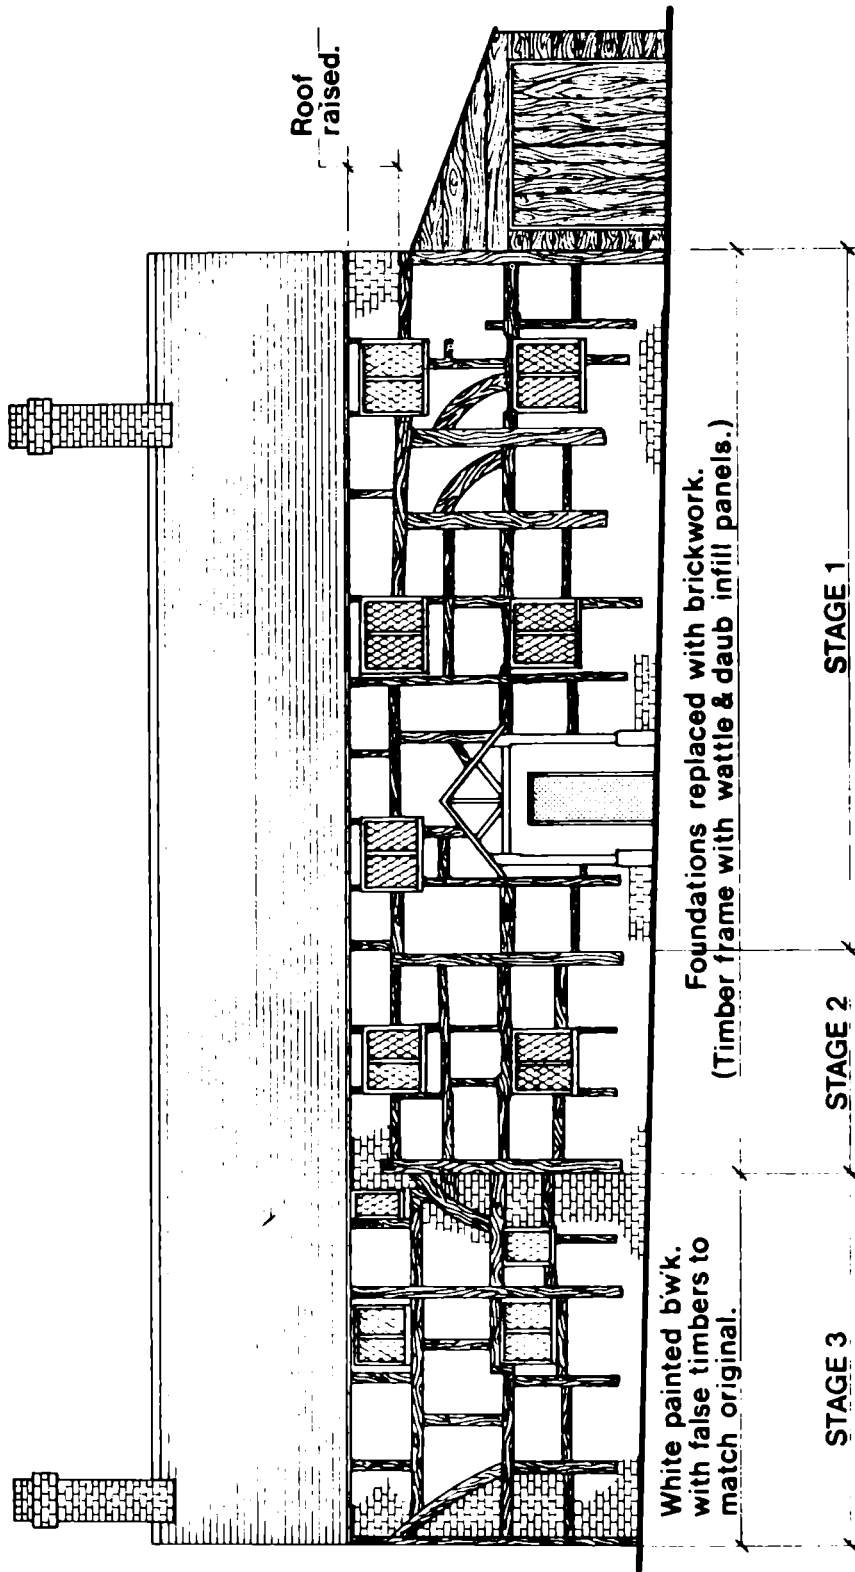 Roof
raised.
White painted b'w'k.
with false timbers to
match original.
Foundations replaced with brickwork.
(Timber frame with wattle & daub infill panels.)
STAGE 3
STAGE 2
STAGE 1